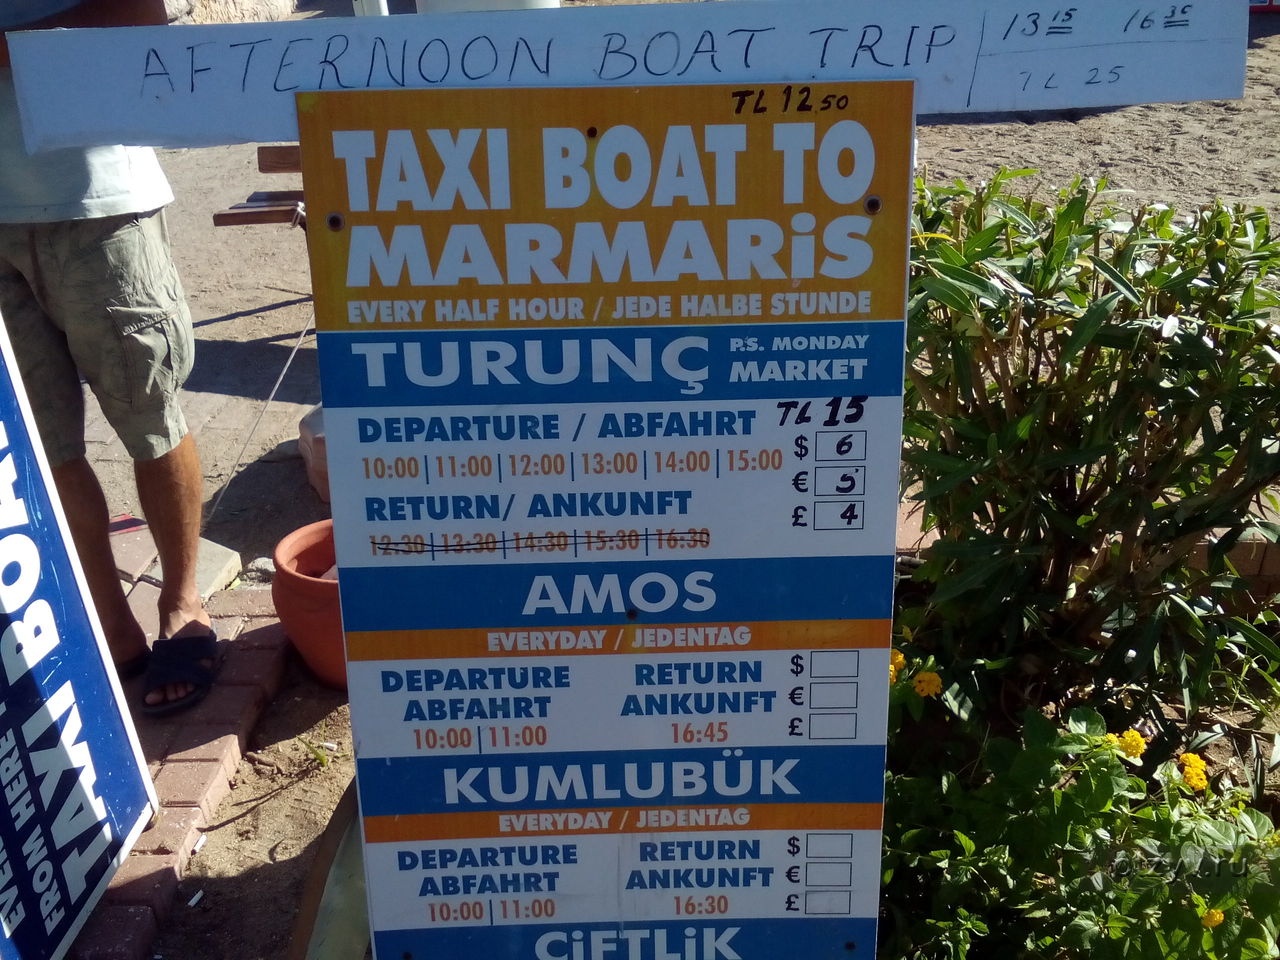 AFTERNOON BOAT TRIP 13 15 16 30
TL 25
TL 12.50
TAXI BOAT TO
MARMARiS
EVERY HALF HOUR / JEDE HALBE STUNDE
TURUNÇ P.S. MONDAY
MARKET
DEPARTURE / ABFAHRT TL 15
10:00 | 11:00 | 12:00 | 13:00 | 14:00 | 15:00 $ 6
€ 5
RETURN/ ANKUNFT £ 4
12:30 | 13:30 | 14:30 | 15:30 | 16:30
AMOS
EVERYDAY / JEDENTAG
DEPARTURE RETURN $
ABFAHRT ANKUNFT €
10:00 | 11:00 16:45 £
KUMLUBÜK
EVERYDAY / JEDENTAG
DEPARTURE RETURN $
ABFAHRT ANKUNFT €
10:00 | 11:00 16:30 £
ÇiFTLiK
FROM HERE
TAXI BOAT
otzyv.ru